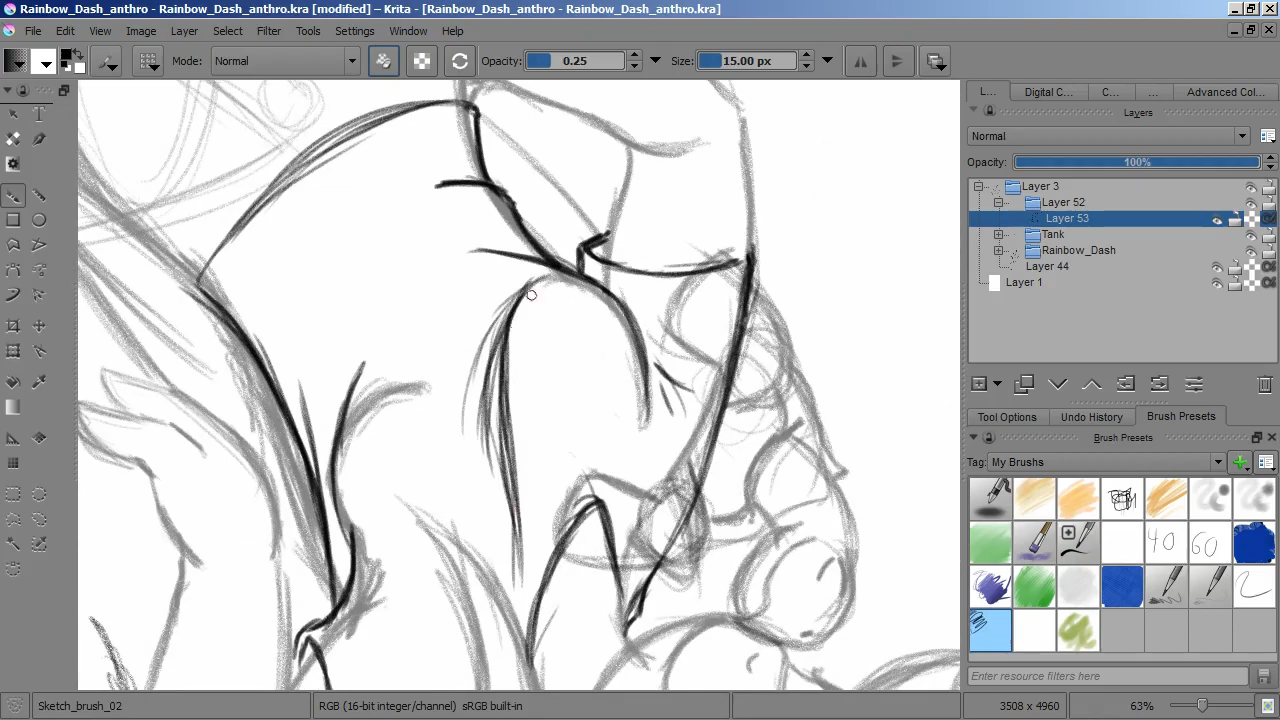 Rainbow_Dash_anthro - Rainbow_Dash_anthro.kra [modified] – Krita - [Rainbow_Dash_anthro - Rainbow_Dash_anthro.kra]
File Edit View Image Layer Select Filter Tools Settings Window Help
Mode: Normal Opacity: 0.25 Size: 15.00 px
L... Digital C... C... ... Advanced Col...
Layers
Normal
Opacity: 100%
Layer 3
Layer 52
Layer 53
Tank
Rainbow_Dash
Layer 44
Layer 1
Tool Options Undo History Brush Presets
Brush Presets
Tag: My Brushes
40 60
Enter resource filters here
Sketch_brush_02 RGB (16-bit integer/channel) sRGB built-in 3508 x 4960 63%